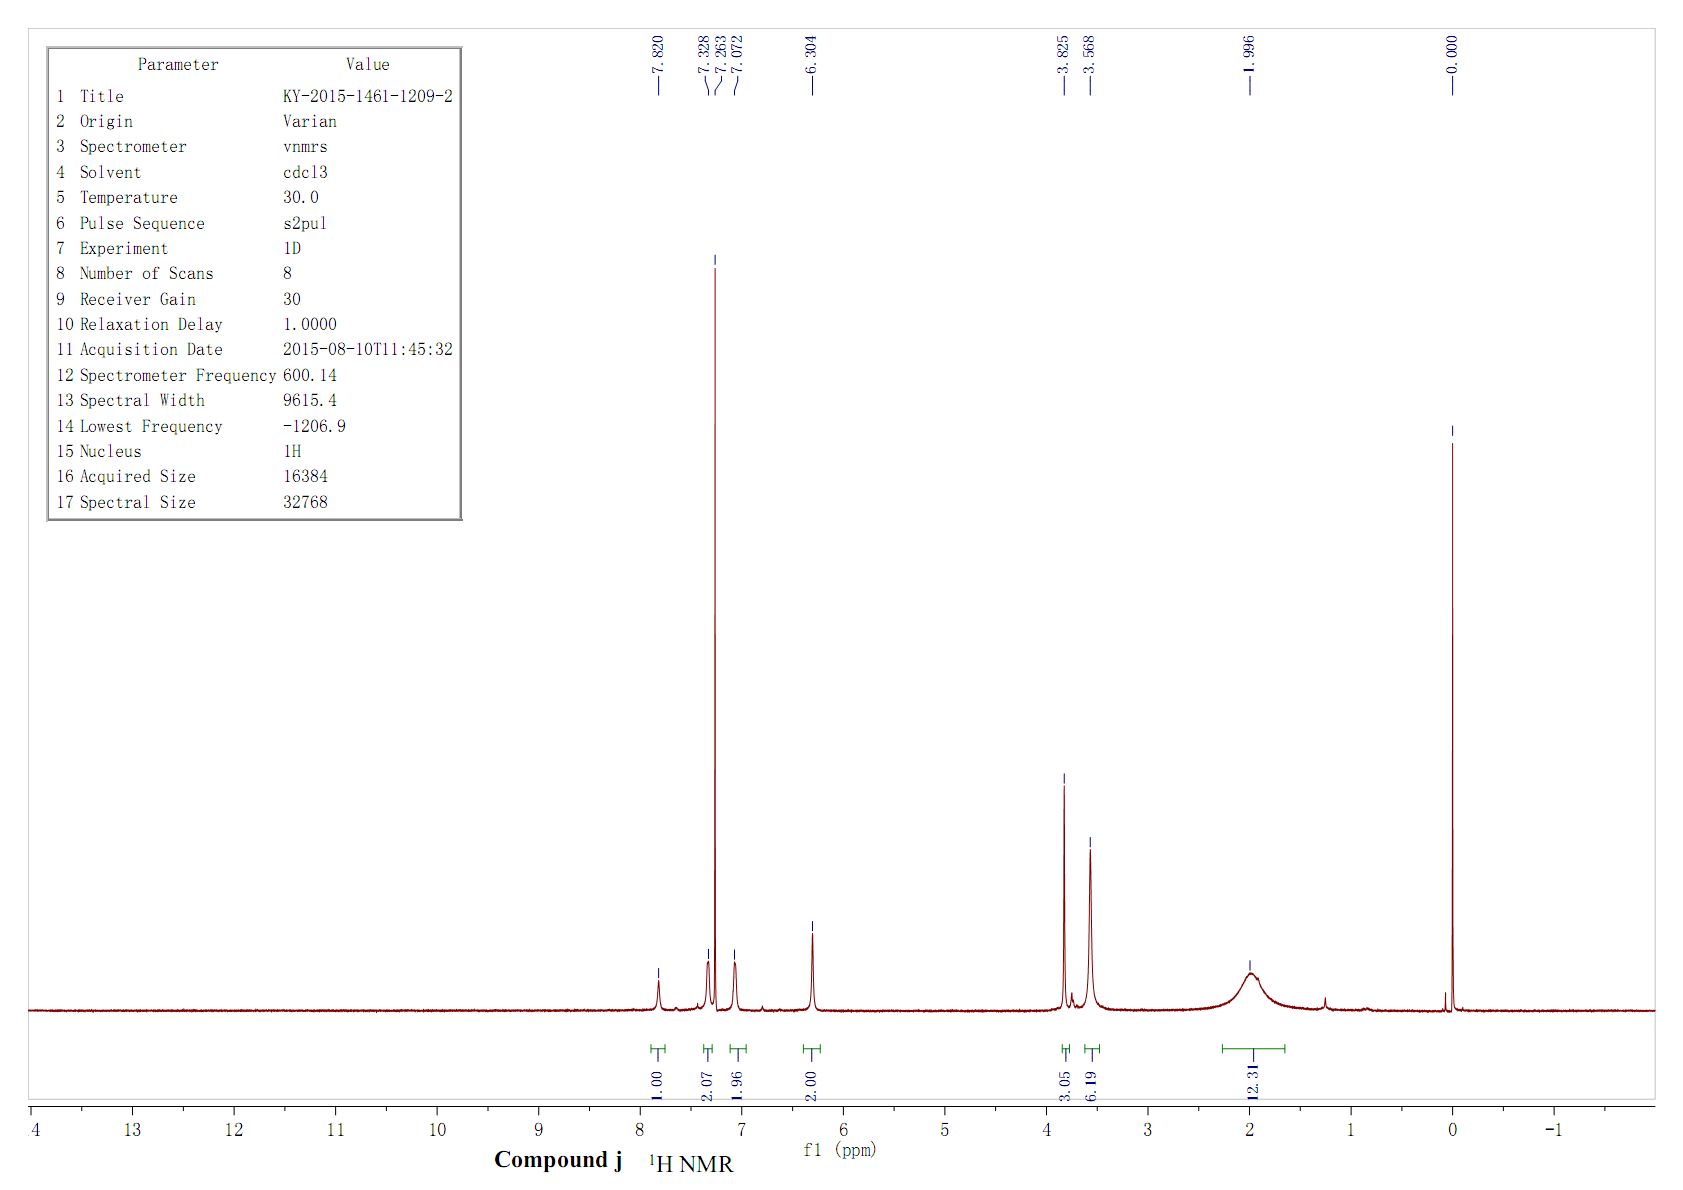 7.820
7.328
7.263
7.072
6.304
3.825
3.568
1.996
0.000
Parameter Value
1 Title KY-2015-1461-1209-2
2 Origin Varian
3 Spectrometer vnmrs
4 Solvent cdcl3
5 Temperature 30.0
6 Pulse Sequence s2pul
7 Experiment 1D
8 Number of Scans 8
9 Receiver Gain 30
10 Relaxation Delay 1.0000
11 Acquisition Date 2015-08-10T11:45:32
12 Spectrometer Frequency 600.14
13 Spectral Width 9615.4
14 Lowest Frequency -1206.9
15 Nucleus 1H
16 Acquired Size 16384
17 Spectral Size 32768
1.00
2.07
1.96
2.00
3.05
6.19
12.31
4 13 12 11 10 9 8 7 6 5 4 3 2 1 0 -1
f1 (ppm)
Compound j ¹H NMR